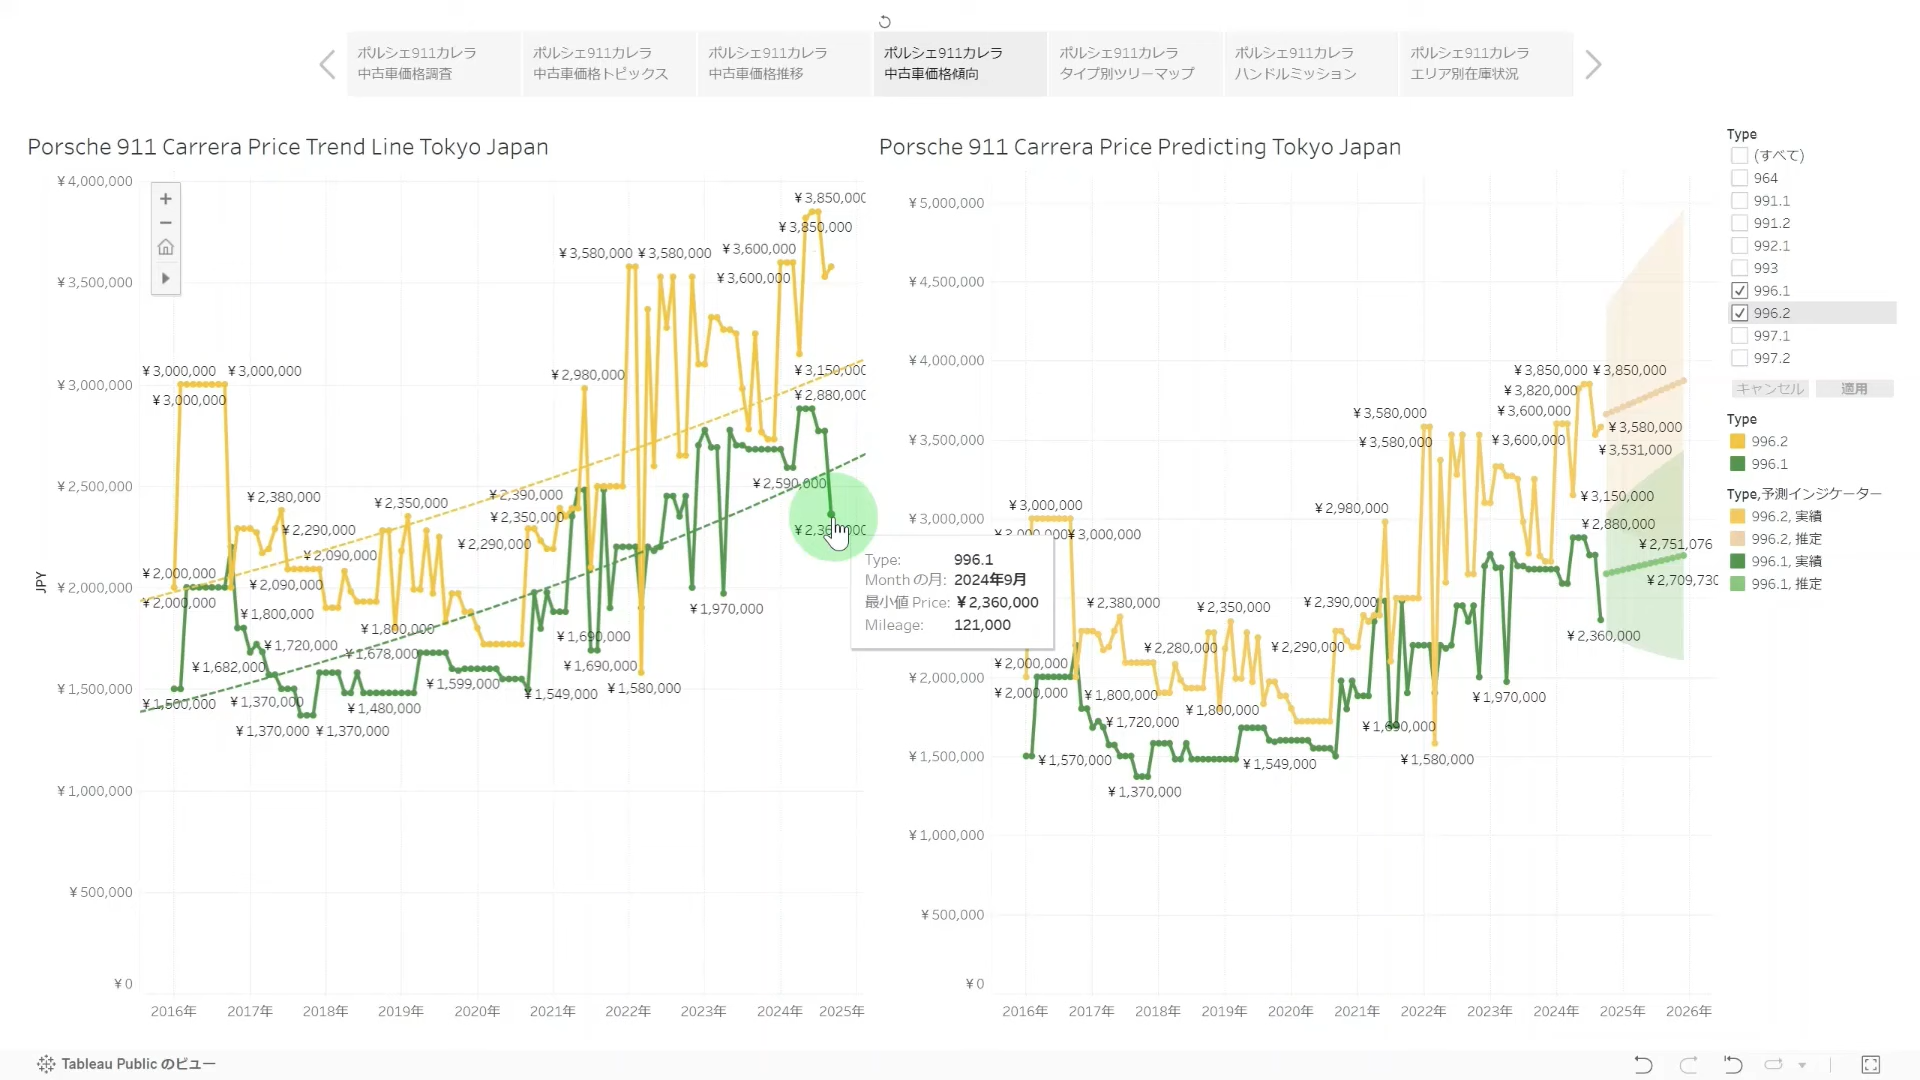 ポルシェ911カレラ
中古車価格調査
ポルシェ911カレラ
中古車価格トピックス
ポルシェ911カレラ
中古車価格推移
ポルシェ911カレラ
中古車価格傾向
ポルシェ911カレラ
タイプ別ツリーマップ
ポルシェ911カレラ
ハンドルミッション
ポルシェ911カレラ
エリア別在庫状況
Porsche 911 Carrera Price Trend Line Tokyo Japan
JPY
¥4,000,000
¥3,500,000
¥3,000,000
¥2,500,000
¥2,000,000
¥1,500,000
¥1,000,000
¥500,000
¥0
¥3,850,000
¥3,850,000
¥3,580,000
¥3,580,000
¥3,600,000
¥3,600,000
¥3,000,000
¥3,000,000
¥3,000,000
¥2,980,000
¥3,150,000
¥2,880,000
¥2,380,000
¥2,350,000
¥2,390,000
¥2,590,000
¥2,290,000
¥2,350,000
¥2,090,000
¥2,290,000
¥2,000,000
¥2,090,000
¥2,000,000
¥1,800,000
¥1,800,000
¥1,970,000
¥1,720,000
¥1,678,000
¥1,690,000
¥1,682,000
¥1,690,000
¥1,599,000
¥1,549,000
¥1,580,000
¥1,500,000
¥1,370,000
¥1,480,000
¥1,370,000
¥1,370,000
2016年
2017年
2018年
2019年
2020年
2021年
2022年
2023年
2024年
2025年
Type: 996.1
Month の月: 2024年9月
最小値 Price: ¥2,360,000
Mileage: 121,000
Porsche 911 Carrera Price Predicting Tokyo Japan
¥5,000,000
¥4,500,000
¥4,000,000
¥3,500,000
¥3,000,000
¥2,000,000
¥1,500,000
¥1,000,000
¥500,000
¥0
¥3,850,000
¥3,850,000
¥3,820,000
¥3,580,000
¥3,600,000
¥3,580,000
¥3,580,000
¥3,600,000
¥3,531,000
¥3,000,000
¥2,980,000
¥3,150,000
¥3,000,000
¥2,880,000
¥2,751,076
¥2,380,000
¥2,350,000
¥2,390,000
¥2,360,000
¥2,280,000
¥2,290,000
¥2,000,000
¥2,000,000
¥1,800,000
¥1,800,000
¥1,970,000
¥1,720,000
¥1,690,000
¥1,570,000
¥1,549,000
¥1,580,000
¥1,370,000
2016年
2017年
2018年
2019年
2020年
2021年
2022年
2023年
2024年
2025年
2026年
Type
(すべて)
964
991.1
991.2
992.1
993
996.1
996.2
997.1
997.2
キャンセル
適用
Type
996.2
996.1
Type,予測インジケーター
996.2, 実績
996.2, 推定
996.1, 実績
996.1, 推定
Tableau Public のビュー